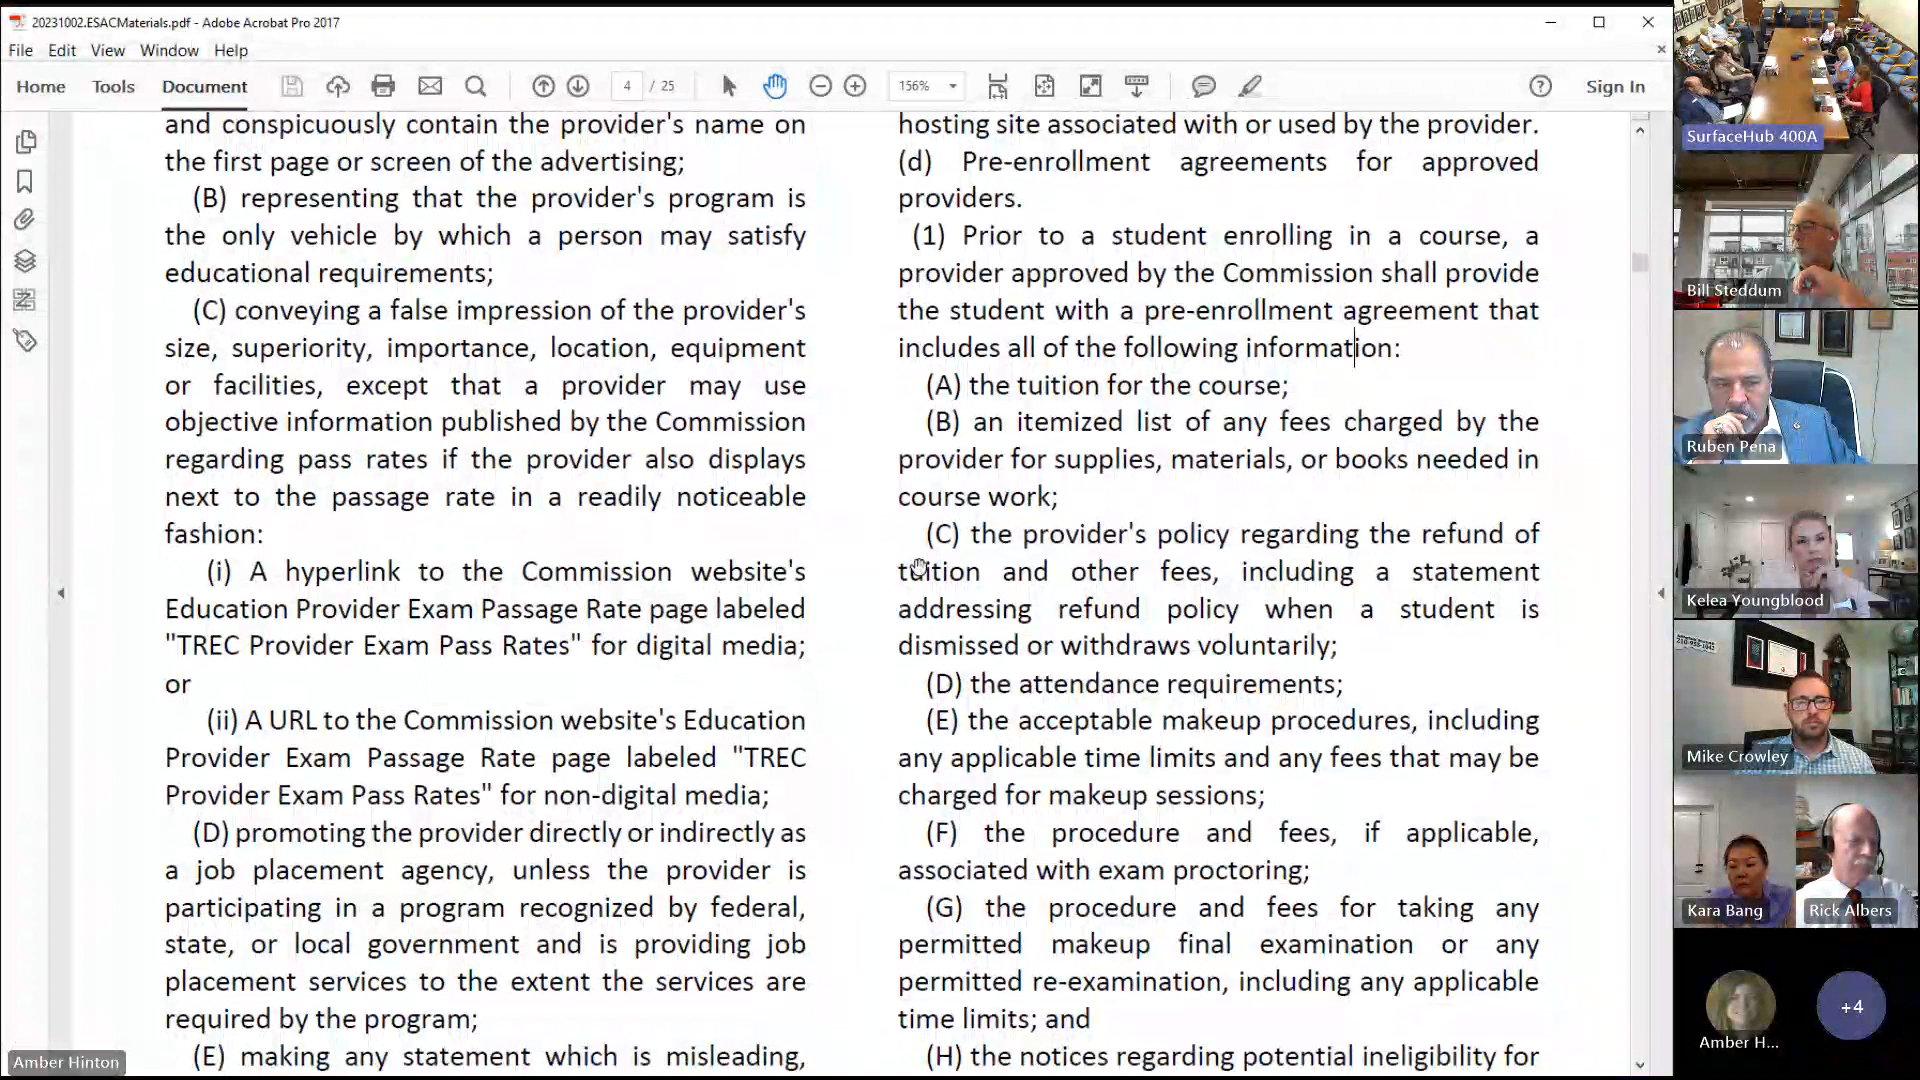 20231002.ESACMaterials.pdf - Adobe Acrobat Pro 2017
File Edit View Window Help
Home Tools Document
4 / 25
156%
Sign In
and conspicuously contain the provider's name on
the first page or screen of the advertising;
(B) representing that the provider's program is
the only vehicle by which a person may satisfy
educational requirements;
(C) conveying a false impression of the provider's
size, superiority, importance, location, equipment
or facilities, except that a provider may use
objective information published by the Commission
regarding pass rates if the provider also displays
next to the passage rate in a readily noticeable
fashion:
(i) A hyperlink to the Commission website's
Education Provider Exam Passage Rate page labeled
"TREC Provider Exam Pass Rates" for digital media;
or
(ii) A URL to the Commission website's Education
Provider Exam Passage Rate page labeled "TREC
Provider Exam Pass Rates" for non-digital media;
(D) promoting the provider directly or indirectly as
a job placement agency, unless the provider is
participating in a program recognized by federal,
state, or local government and is providing job
placement services to the extent the services are
required by the program;
(E) making any statement which is misleading,
hosting site associated with or used by the provider.
(d) Pre-enrollment agreements for approved
providers.
(1) Prior to a student enrolling in a course, a
provider approved by the Commission shall provide
the student with a pre-enrollment agreement that
includes all of the following information:
(A) the tuition for the course;
(B) an itemized list of any fees charged by the
provider for supplies, materials, or books needed in
course work;
(C) the provider's policy regarding the refund of
tuition and other fees, including a statement
addressing refund policy when a student is
dismissed or withdraws voluntarily;
(D) the attendance requirements;
(E) the acceptable makeup procedures, including
any applicable time limits and any fees that may be
charged for makeup sessions;
(F) the procedure and fees, if applicable,
associated with exam proctoring;
(G) the procedure and fees for taking any
permitted makeup final examination or any
permitted re-examination, including any applicable
time limits; and
(H) the notices regarding potential ineligibility for
Amber Hinton
SurfaceHub 400A
Bill Steddum
Ruben Pena
Kelea Youngblood
Mike Crowley
Kara Bang
Rick Albers
Amber H...
+4